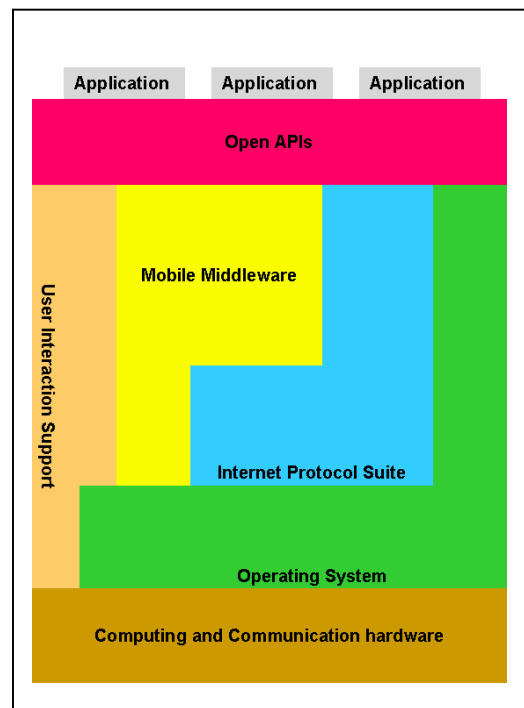 Application Application Application
Open APIs
Mobile Middleware
User Interaction Support
Internet Protocol Suite
Operating System
Computing and Communication hardware